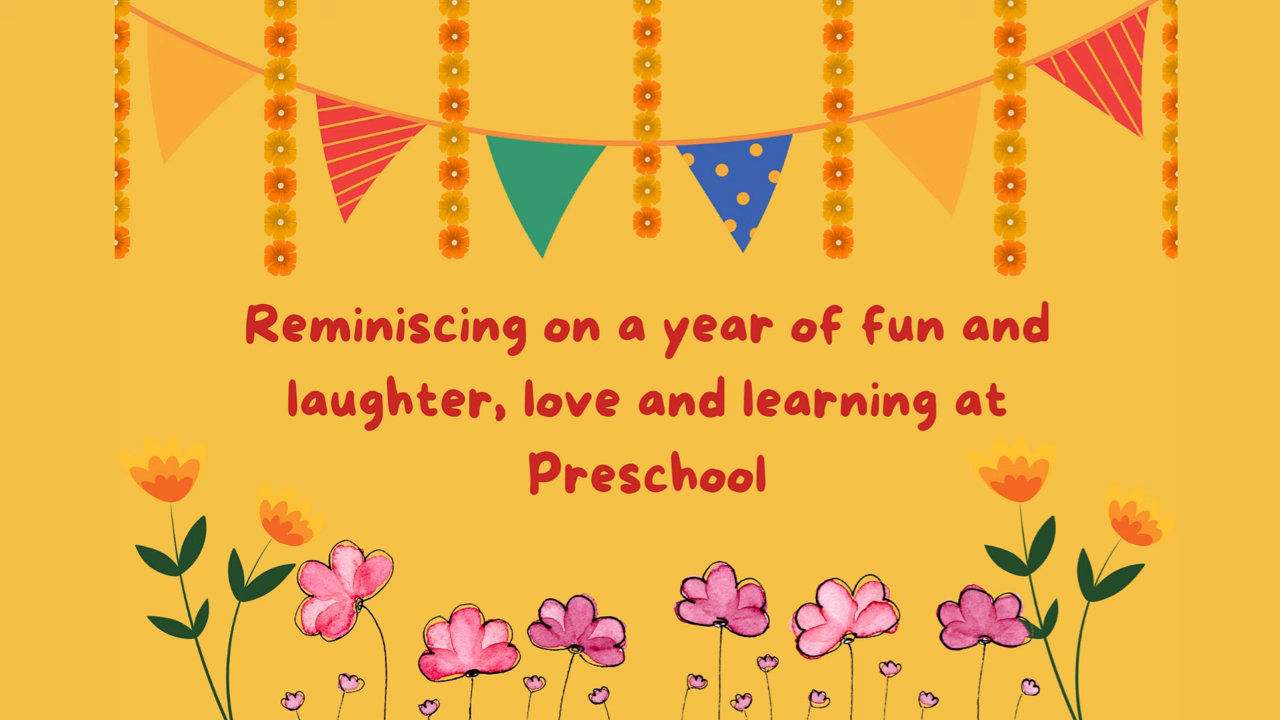 Reminiscing on a year of fun and
laughter, love and learning at
Preschool